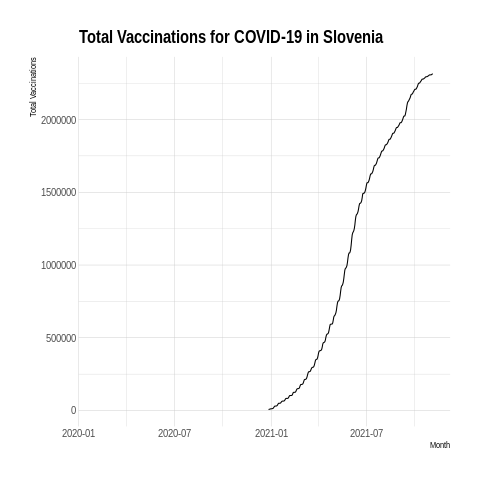 Total Vaccinations for COVID-19 in Slovenia
Total Vaccinations
2000000
1500000
1000000
500000
0
2020-01 2020-07 2021-01 2021-07
Month